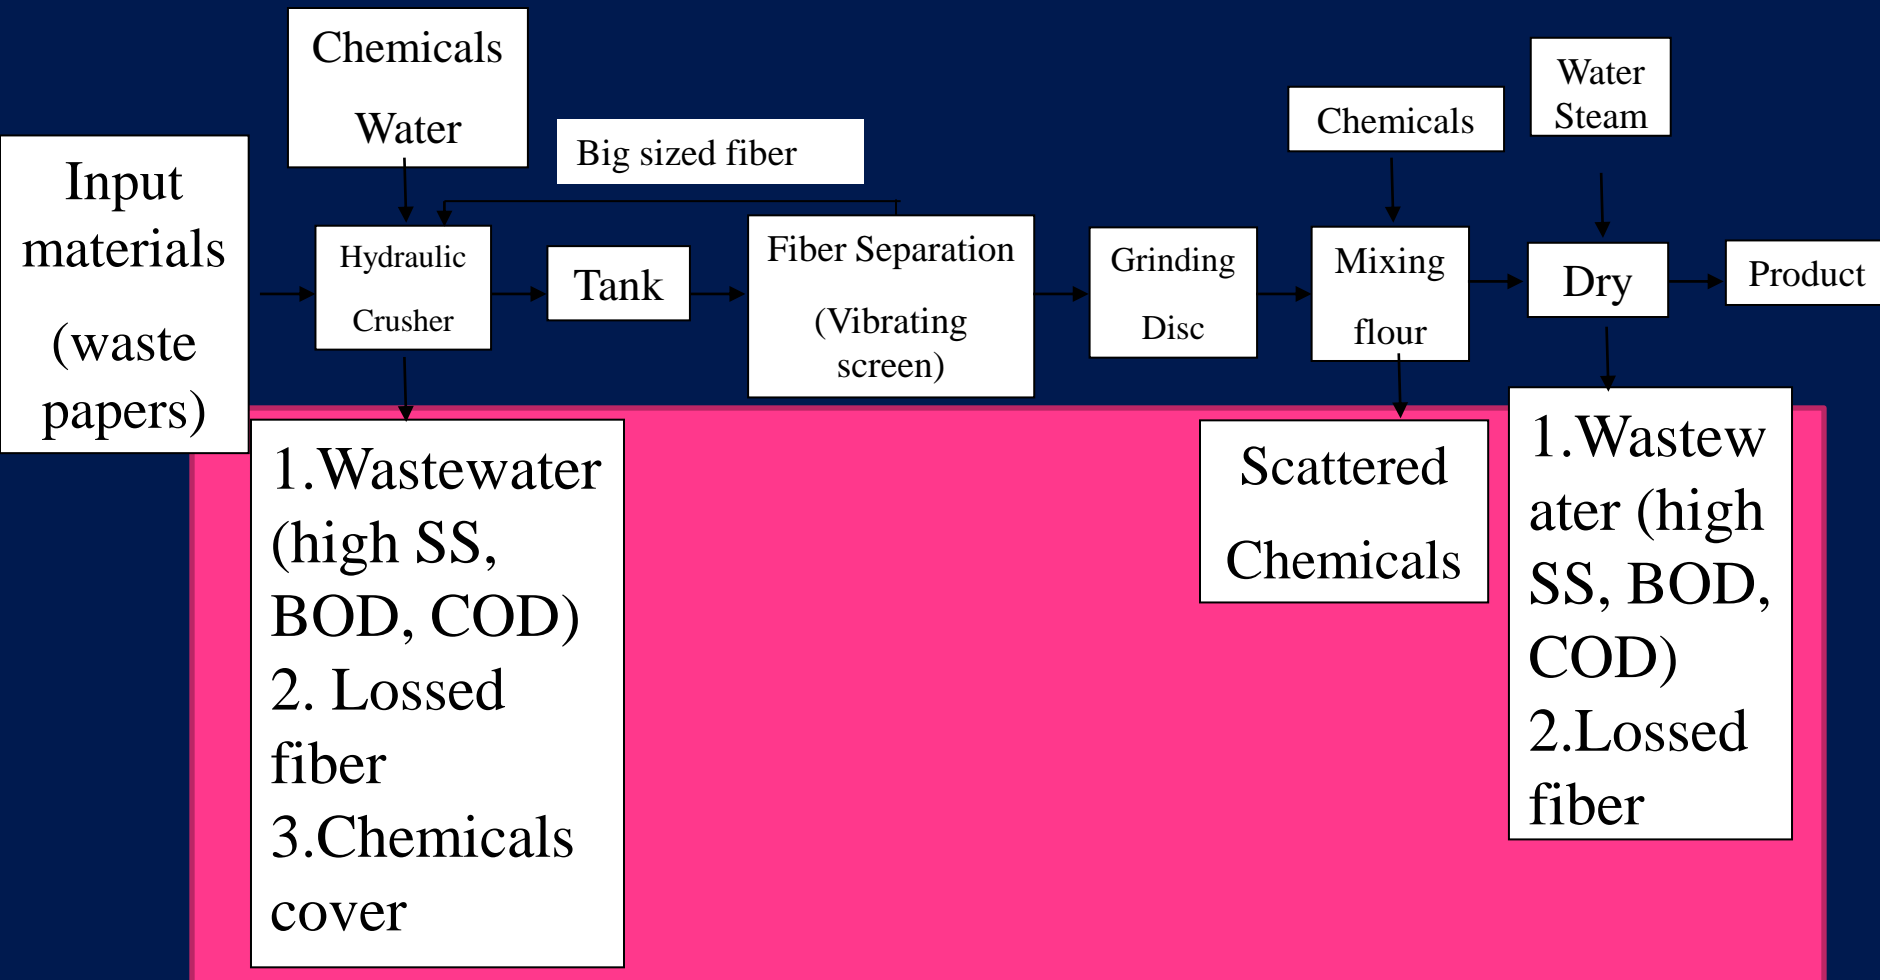 Chemicals
Water
Water
Steam
Chemicals
Big sized fiber
Input
materials
(waste
papers)
Hydraulic
Crusher
Tank
Fiber Separation
(Vibrating
screen)
Grinding
Disc
Mixing
flour
Dry
Product
1.Wastewater
(high SS,
BOD, COD)
2. Lossed
fiber
3.Chemicals
cover
Scattered
Chemicals
1.Wastew
ater (high
SS, BOD,
COD)
2.Lossed
fiber